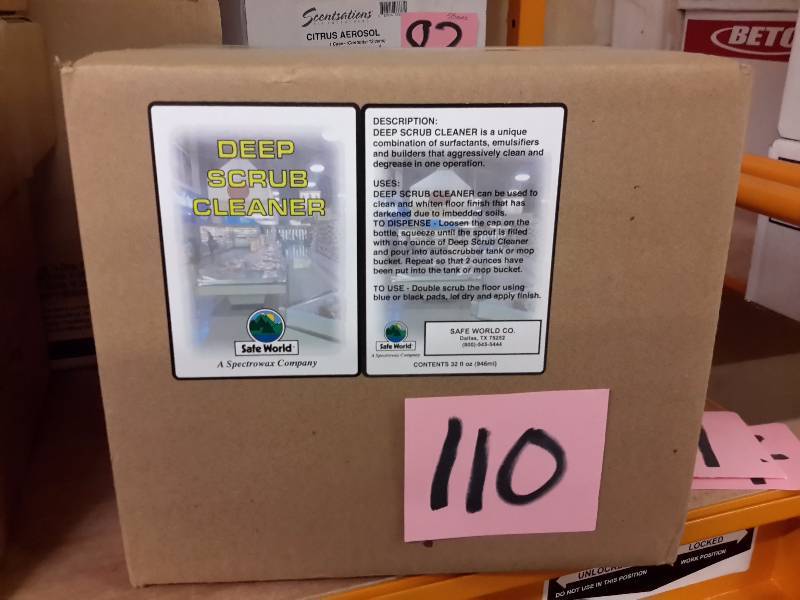 Scentsations
CITRUS AEROSOL
82
BETC
DEEP
SCRUB
CLEANER
Safe World
A Spectrowax Company
DESCRIPTION:
DEEP SCRUB CLEANER is a unique
combination of surfactants, emulsifiers
and builders that aggressively clean and
degrease in one operation.
USES:
DEEP SCRUB CLEANER can be used to
clean and whiten floor finish that has
darkened due to imbedded soils.
TO DISPENSE - Loosen the cap on the
bottle, squeeze until the spout is filled
with one ounce of Deep Scrub Cleaner
and pour into autoscrubber tank or mop
bucket. Repeat so that 2 ounces have
been put into the tank or mop bucket.
TO USE - Double scrub the floor using
blue or black pads, let dry and apply finish.
Safe World
A Spectrowax Company
SAFE WORLD CO.
Dallas, TX 75252
CONTENTS 32 fl oz (946ml)
110
UNLOCK
DO NOT USE IN THIS POSITION
LOCKED
WORK POSITION